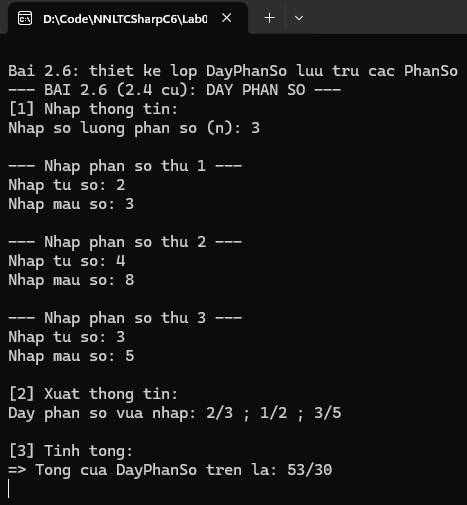 D:\Code\NNLTCSharpC6\Lab0
Bai 2.6: thiet ke lop DayPhanSo luu tru cac PhanSo
--- BAI 2.6 (2.4 cu): DAY PHAN SO ---
[1] Nhap thong tin:
Nhap so luong phan so (n): 3
--- Nhap phan so thu 1 ---
Nhap tu so: 2
Nhap mau so: 3
--- Nhap phan so thu 2 ---
Nhap tu so: 4
Nhap mau so: 8
--- Nhap phan so thu 3 ---
Nhap tu so: 3
Nhap mau so: 5
[2] Xuat thong tin:
Day phan so vua nhap: 2/3 ; 1/2 ; 3/5
[3] Tinh tong:
=> Tong cua DayPhanSo tren la: 53/30